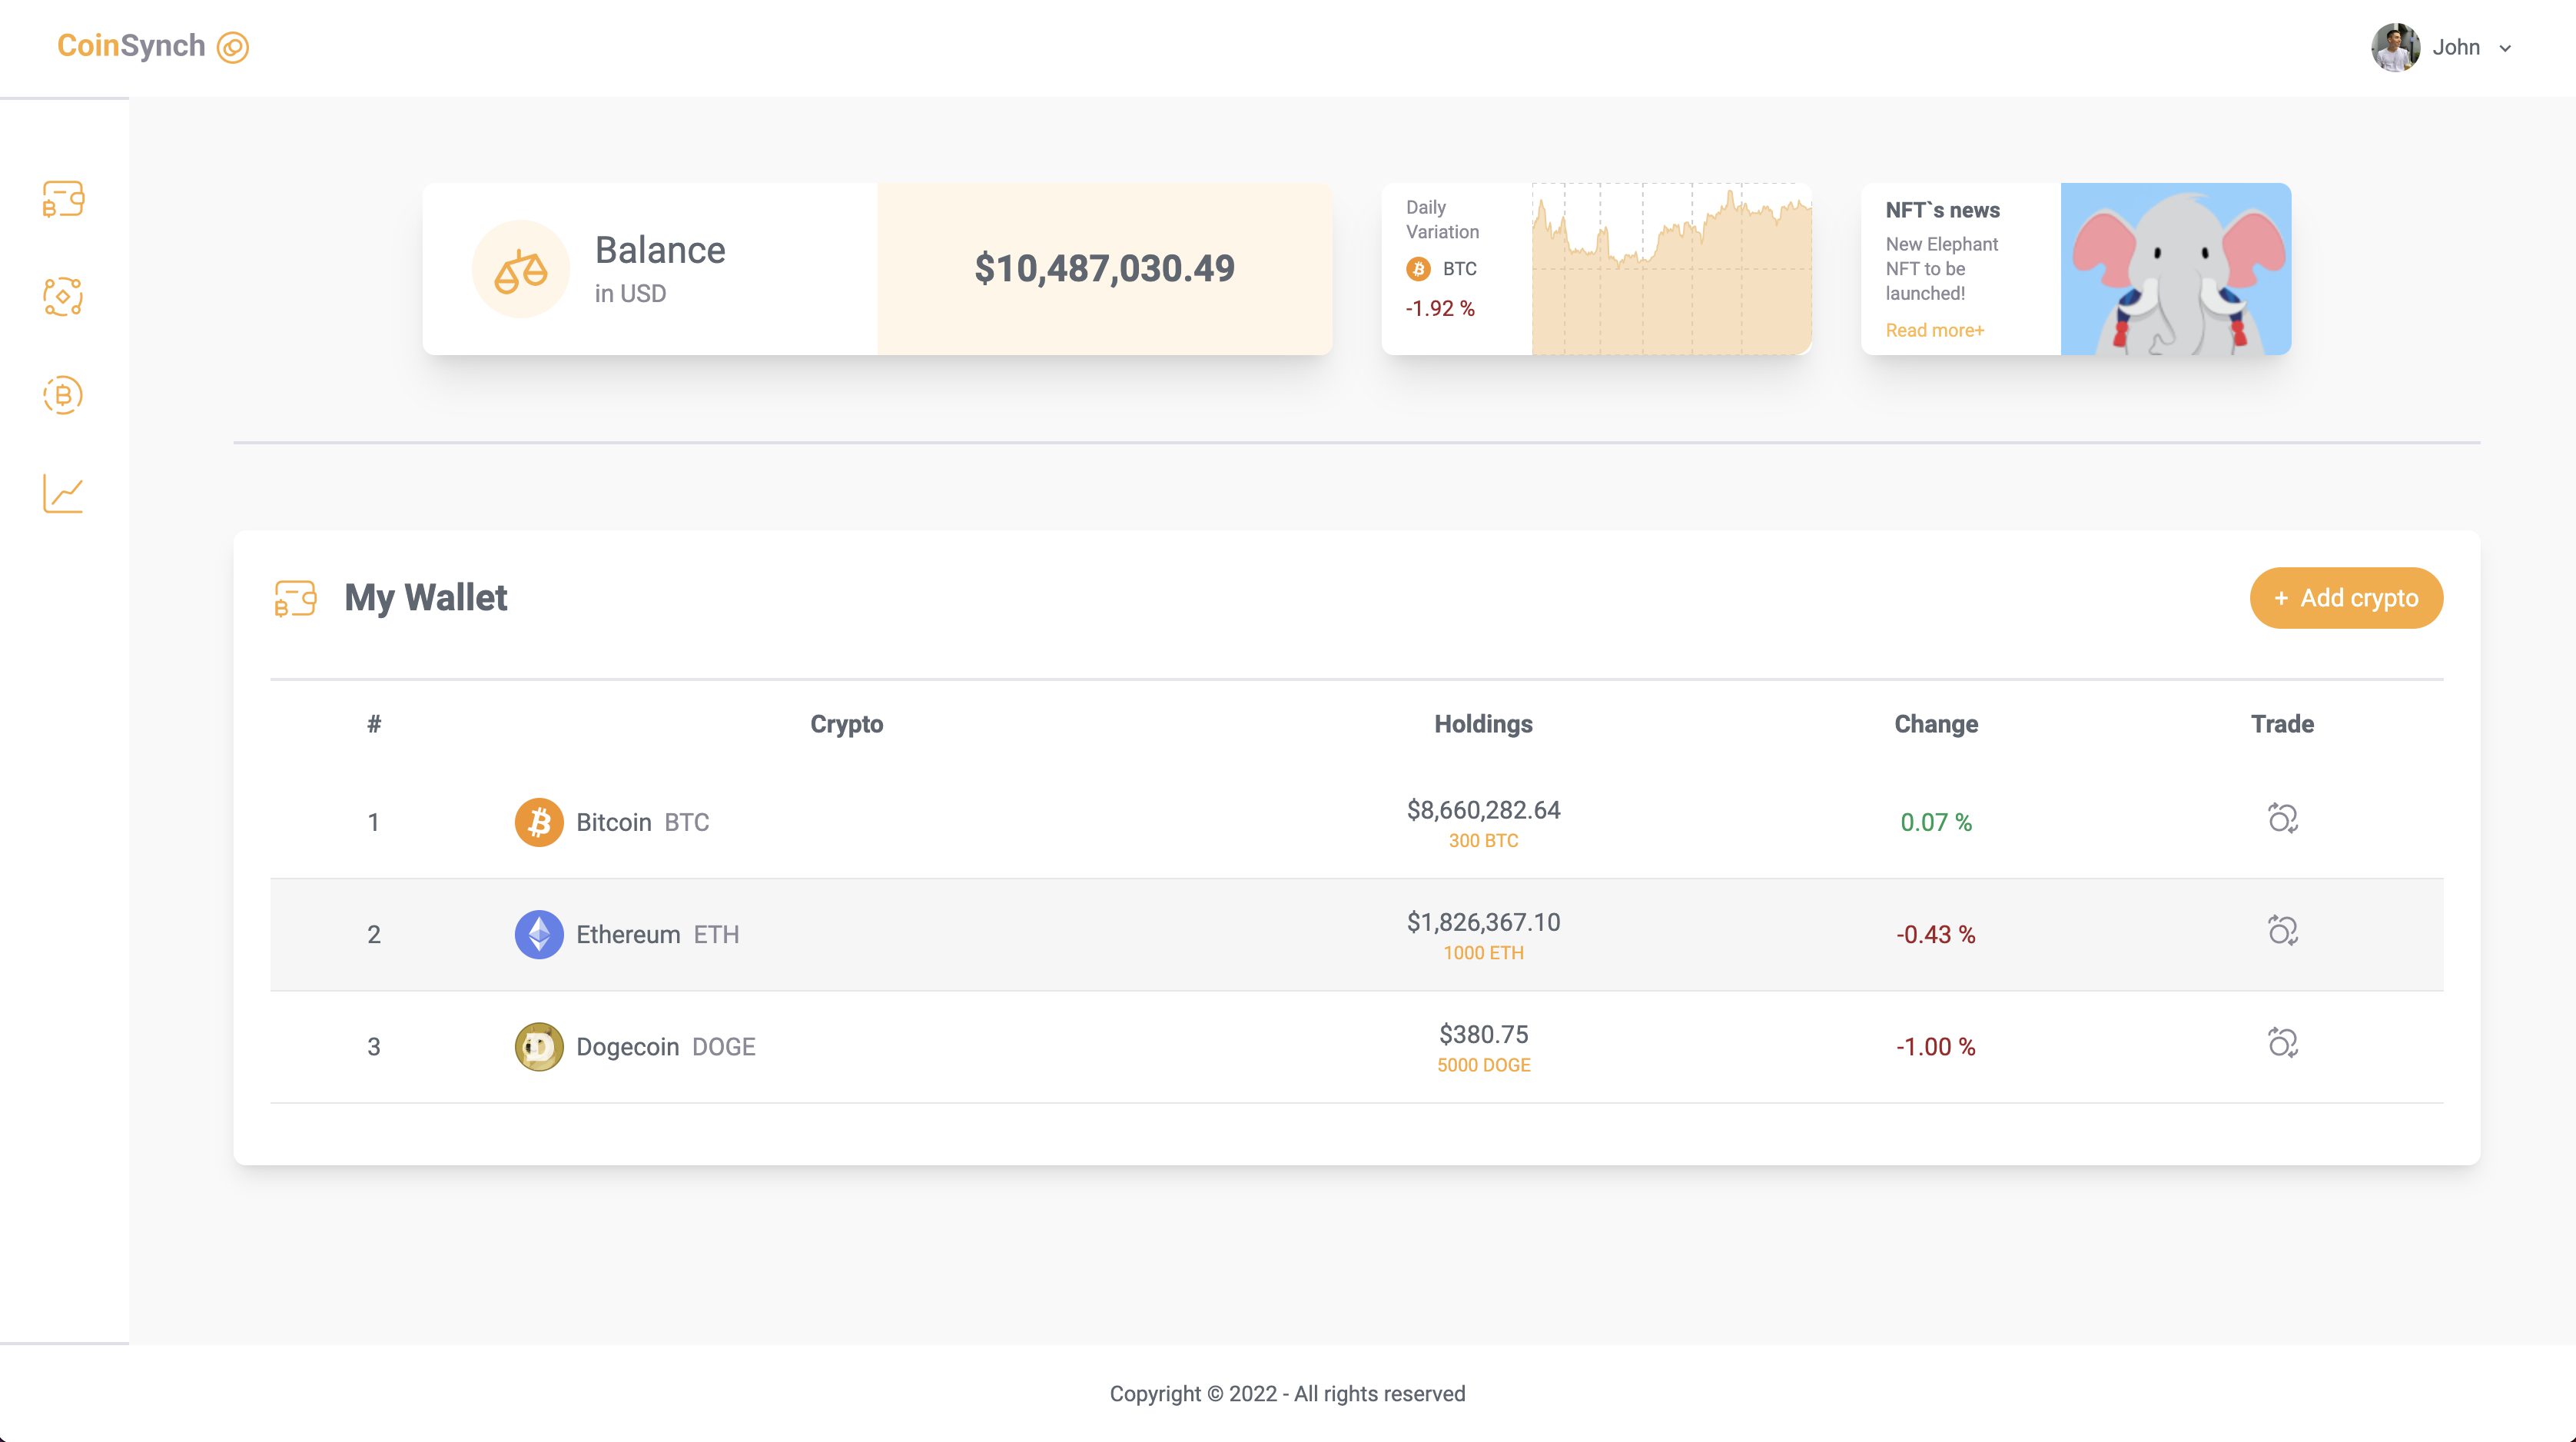 CoinSynch
John
Balance
in USD
$10,487,030.49
Daily
Variation
BTC
-1.92 %
NFT`s news
New Elephant
NFT to be
launched!
Read more+
My Wallet
+ Add crypto
# Crypto Holdings Change Trade
1 Bitcoin BTC $8,660,282.64 0.07 %
300 BTC
2 Ethereum ETH $1,826,367.10 -0.43 %
1000 ETH
3 Dogecoin DOGE $380.75 -1.00 %
5000 DOGE
Copyright © 2022 - All rights reserved